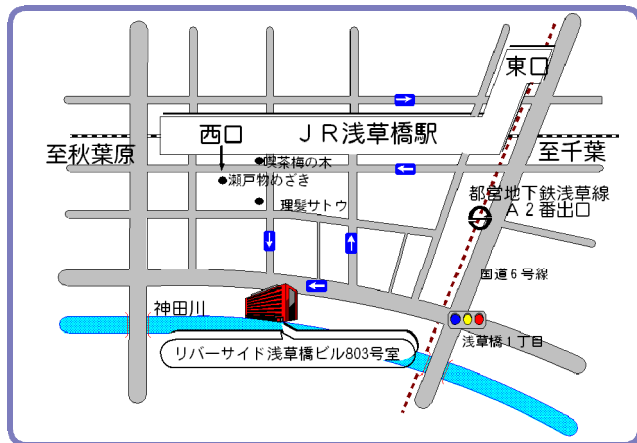 東口
西口
ＪＲ浅草橋駅
至秋葉原
至千葉
喫茶梅の木
瀬戸物めざき
理髪サトウ
都営地下鉄浅草線
Ａ２番出口
国道６号線
神田川
浅草橋１丁目
リバーサイド浅草橋ビル803号室